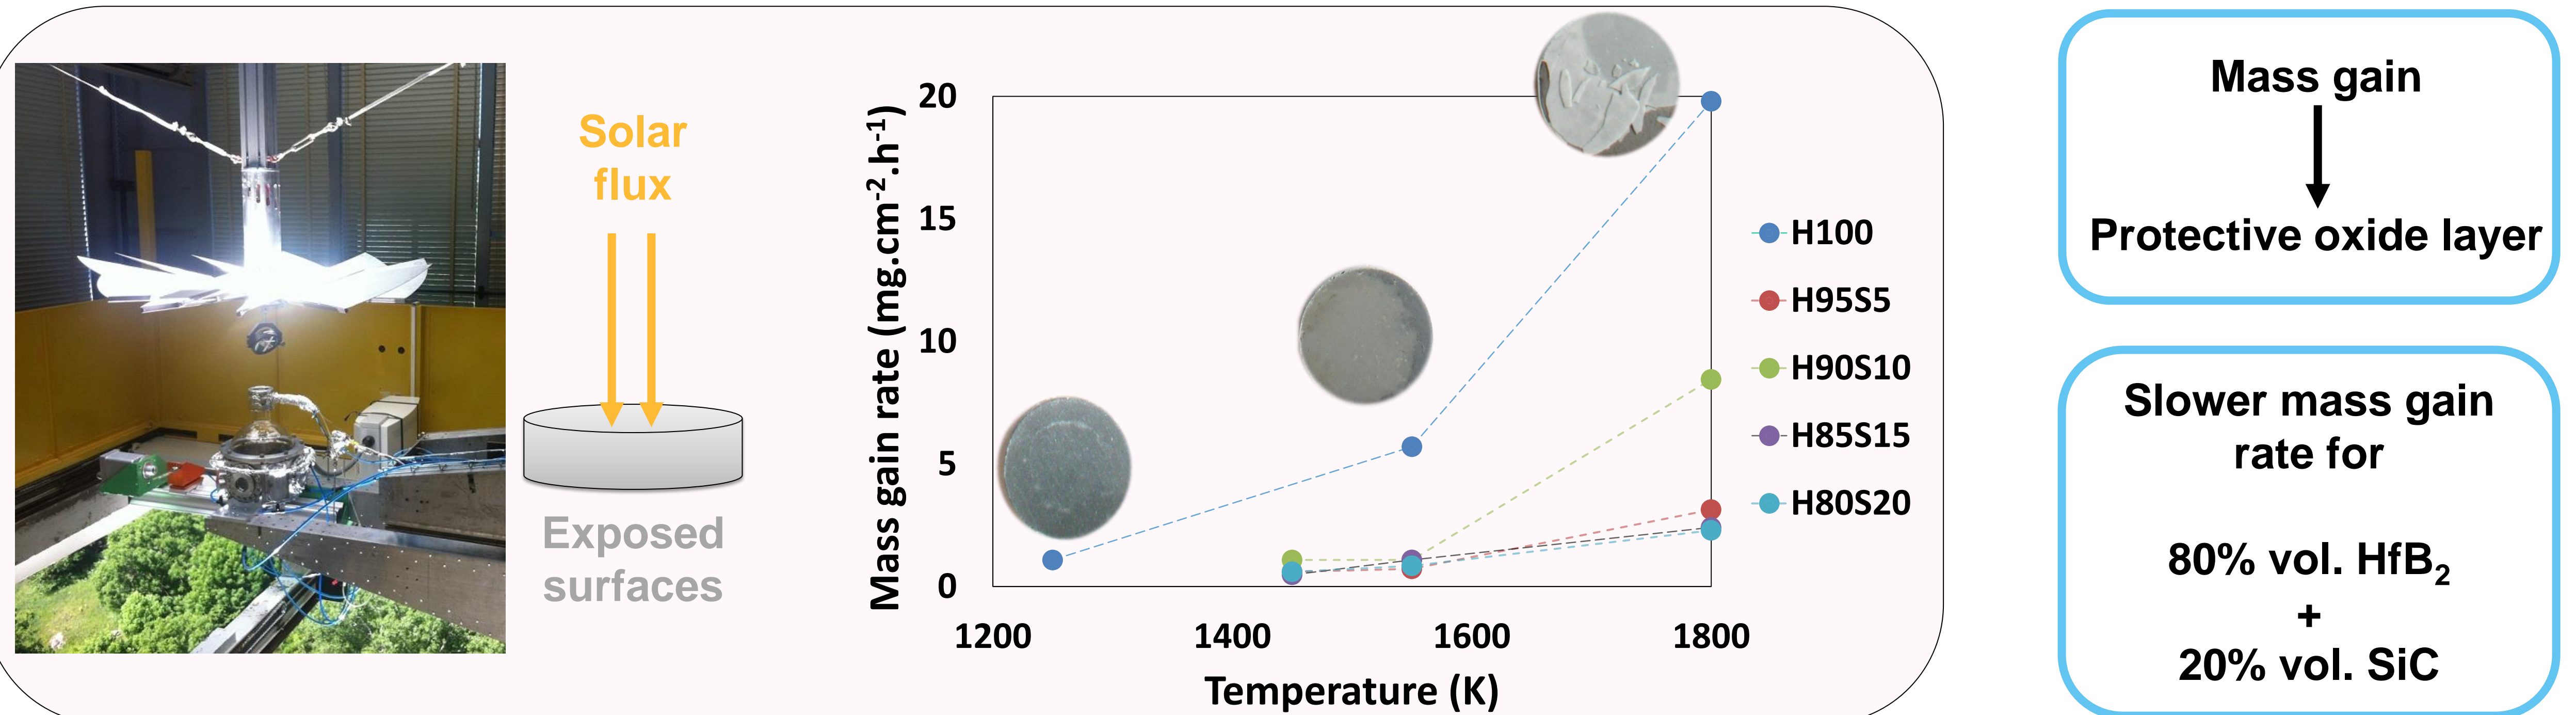 Solar
flux
Exposed
surfaces
Mass gain rate (mg.cm⁻².h⁻¹)
20
15
10
5
0
1200 1400 1600 1800
Temperature (K)
H100
H95S5
H90S10
H85S15
H80S20
Mass gain
Protective oxide layer
Slower mass gain
rate for
80% vol. HfB₂
+
20% vol. SiC